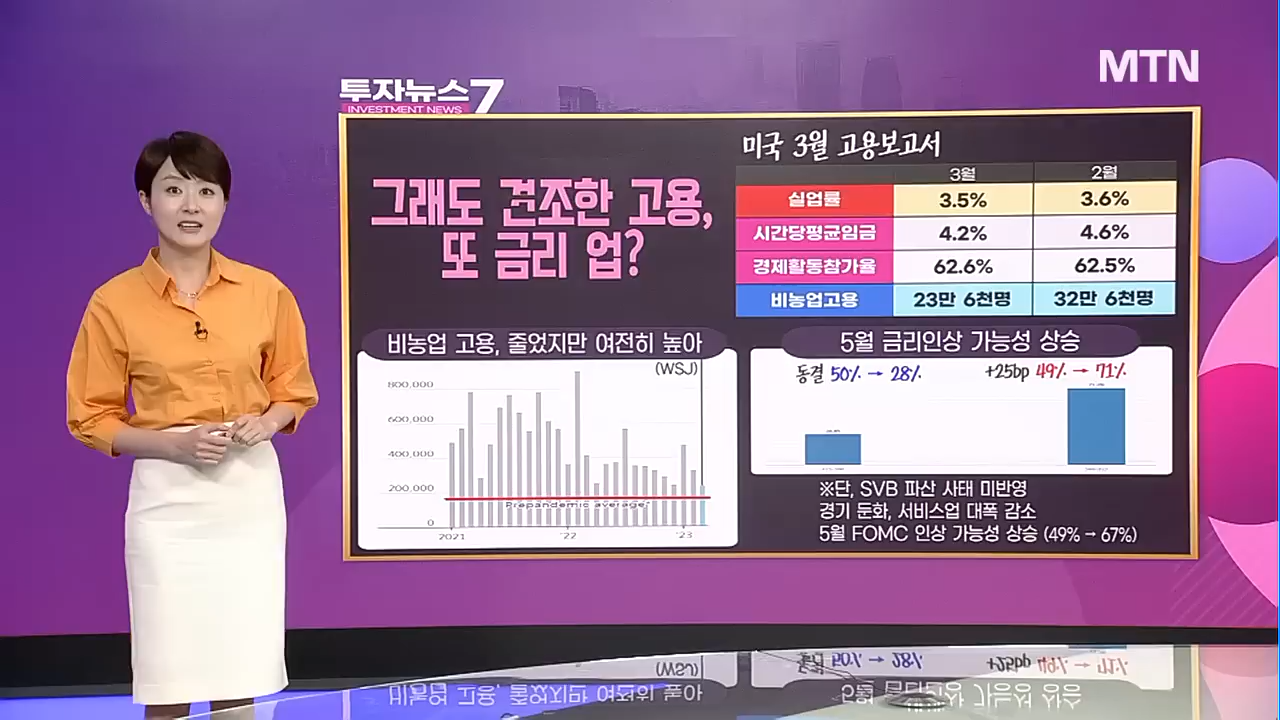 MTN
투자뉴스7
INVESTMENT NEWS
그래도 견조한 고용,
또 금리 업?
미국 3월 고용보고서
3월 2월
실업률 3.5% 3.6%
시간당평균임금 4.2% 4.6%
경제활동참가율 62.6% 62.5%
비농업고용 23만 6천명 32만 6천명
비농업 고용, 줄었지만 여전히 높아
(WSJ)
800,000
600,000
400,000
200,000
Prepandemic average
0
2021 '22 '23
5월 금리인상 가능성 상승
동결 50% → 28% +25bp 49% → 71%
※단, SVB 파산 사태 미반영
경기 둔화, 서비스업 대폭 감소
5월 FOMC 인상 가능성 상승 (49% → 67%)